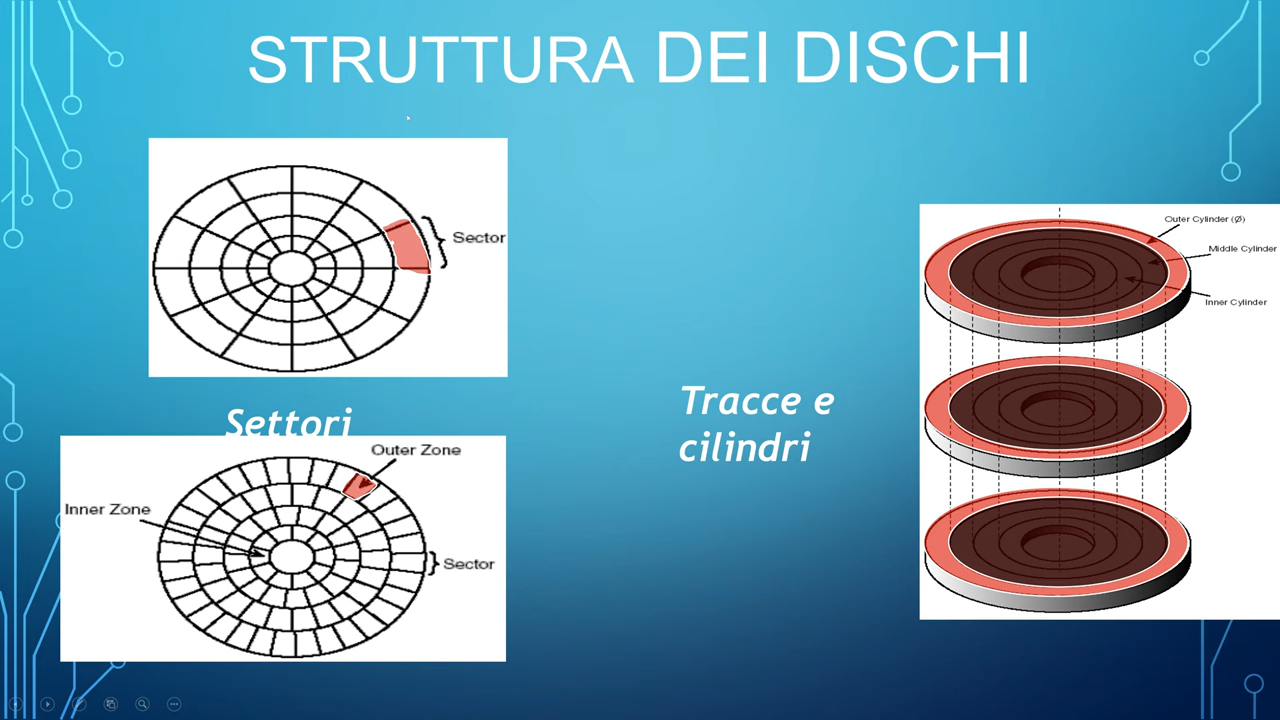 STRUTTURA DEI DISCHI
Sector
Settori
Outer Zone
Inner Zone
Sector
Tracce e
cilindri
Outer Cylinder (Ø)
Middle Cylinder
Inner Cylinder